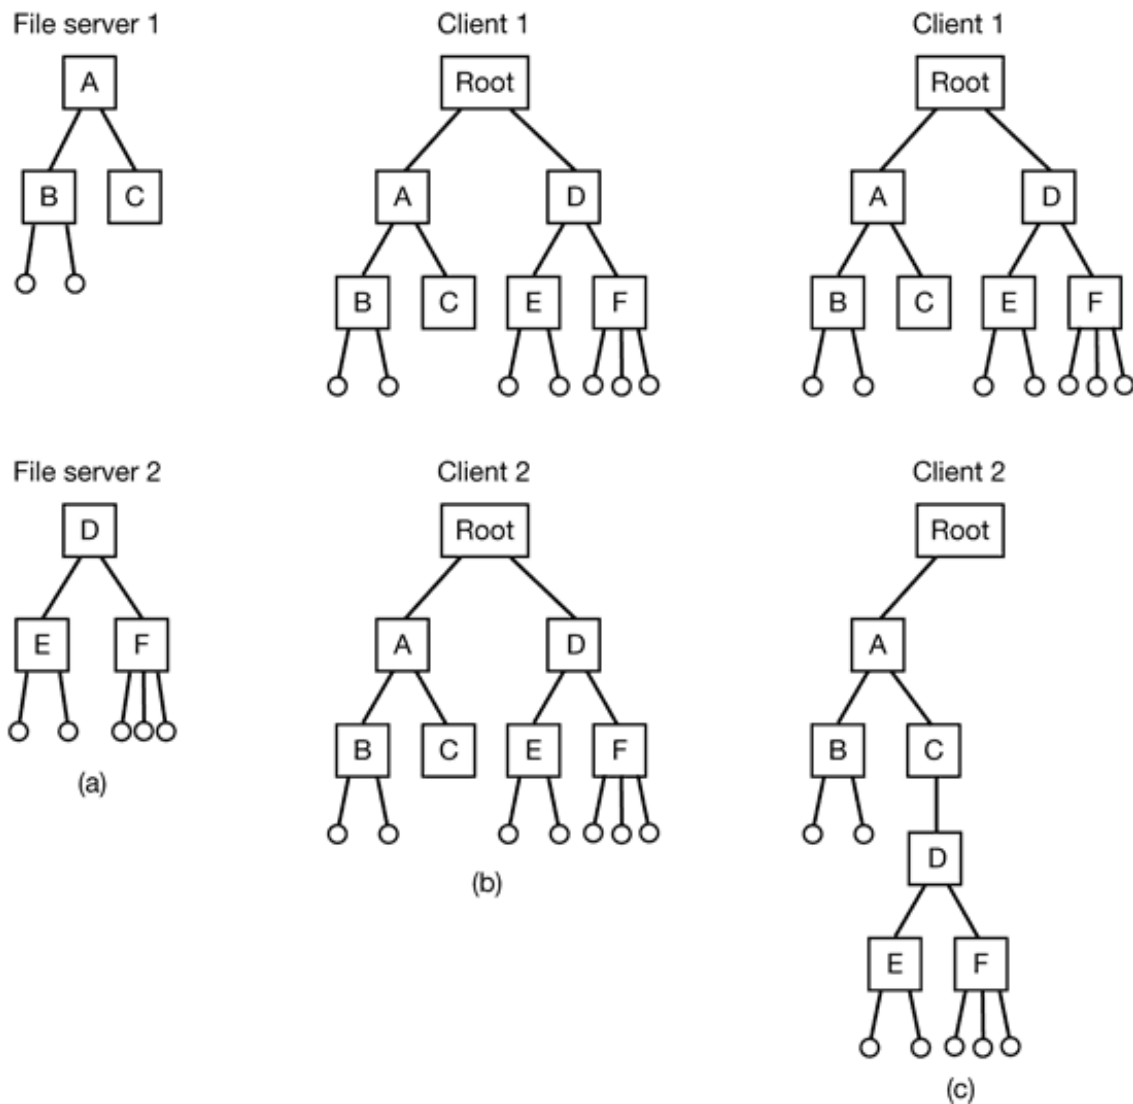 File server 1
A
B C
Client 1
Root
A D
B C E F
Client 1
Root
A D
B C E F
File server 2
D
E F
(a)
Client 2
Root
A D
B C E F
(b)
Client 2
Root
A
B C
D
E F
(c)